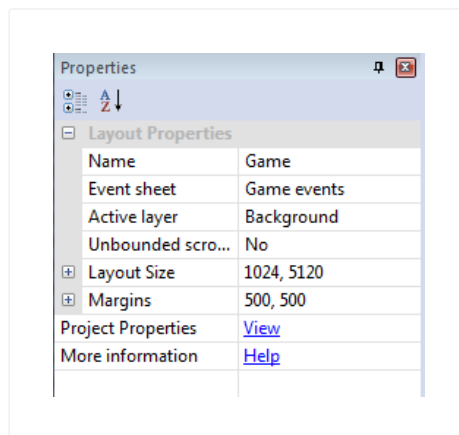 Properties
A
Z
Layout Properties
Name Game
Event sheet Game events
Active layer Background
Unbounded scro... No
Layout Size 1024, 5120
Margins 500, 500
Project Properties View
More information Help